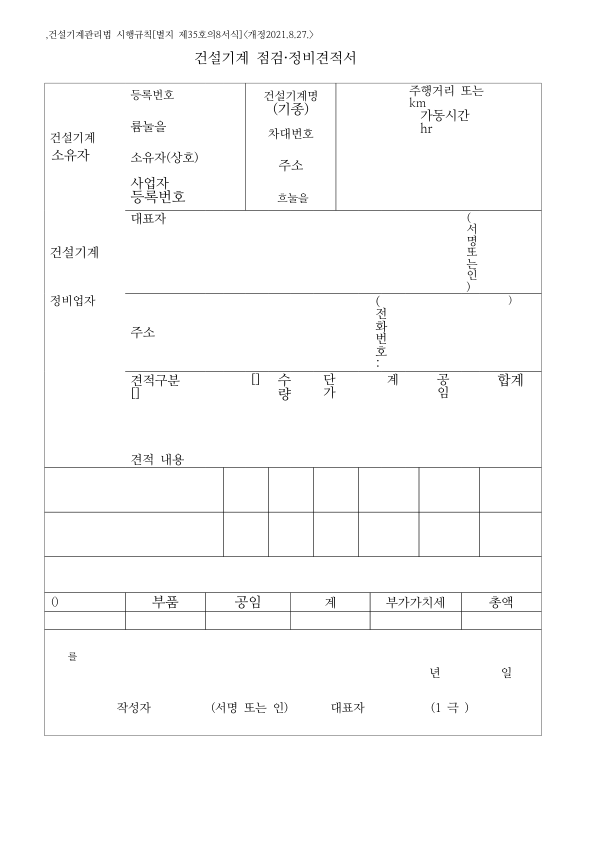 ,건설기계관리법 시행규칙[별지 제35호의8서식]<개정2021.8.27.>
건설기계 점검·정비견적서
건설기계
소유자
등록번호
륨눌을
소유자(상호)
사업자
등록번호
건설기계명
(기종)
차대번호
주소
흐눌을
주행거리 또는
km
가동시간
hr
건설기계
정비업자
대표자
(서명또는인)
주소
(전화번호: )
견적구분 [] 수량 단가 계 공임 합계
[]
견적 내용
() 부품 공임 계 부가가치세 총액
를
년 일
작성자 (서명 또는 인) 대표자 (1 극 )